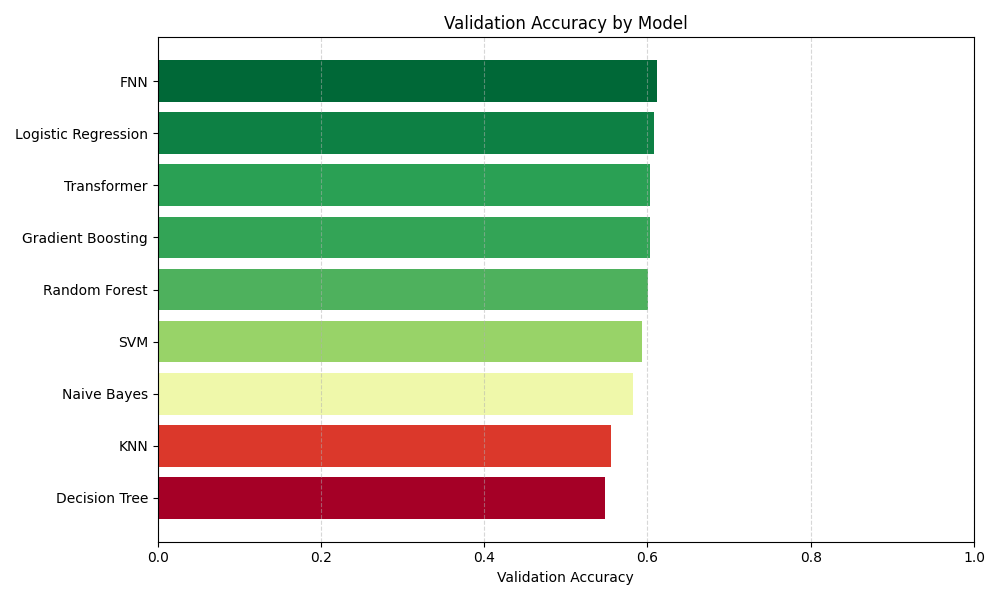 Validation Accuracy by Model
FNN
Logistic Regression
Transformer
Gradient Boosting
Random Forest
SVM
Naive Bayes
KNN
Decision Tree
0.0 0.2 0.4 0.6 0.8 1.0
Validation Accuracy